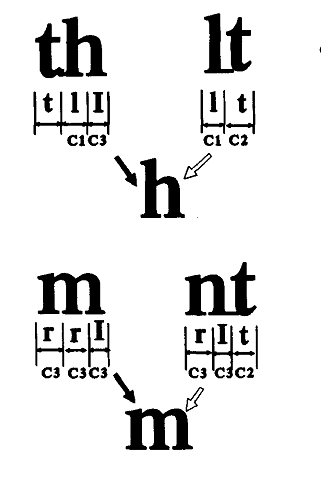 th lt
t l I l t
C1 C3 C1 C2
h
m nt
r r I r I t
C3 C3 C3 C3 C3 C2
m